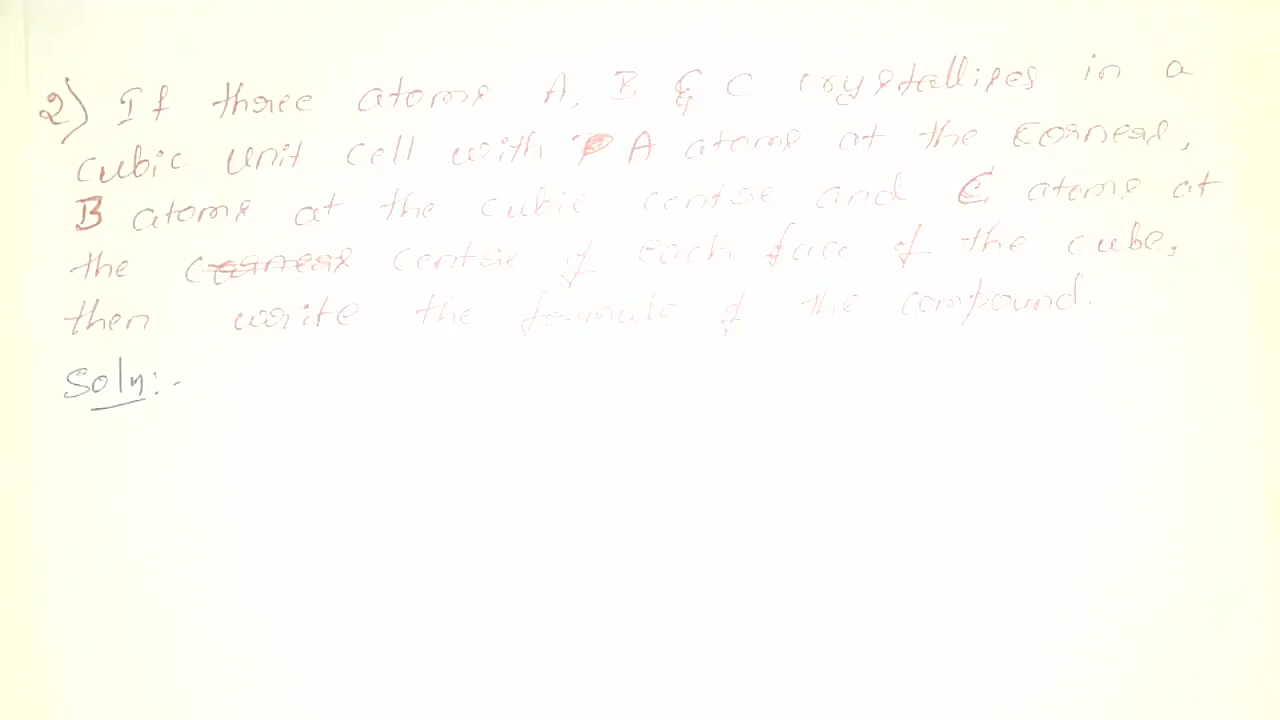 2) If three atoms A, B & C crystallises in a
cubic unit cell with A atoms at the corners,
B atoms at the cubic centre and C atoms at
the centre of each face of the cube,
then write the formula of the compound.
Soln:-